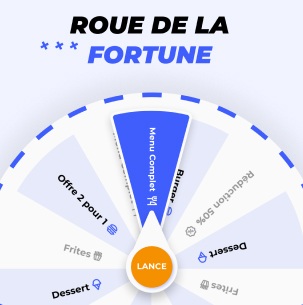 ROUE DE LA
FORTUNE
Menu Complet
Burger
Offre 2 pour 1
Réduction 50%
Frites
Dessert
LANCE
Dessert
Frites